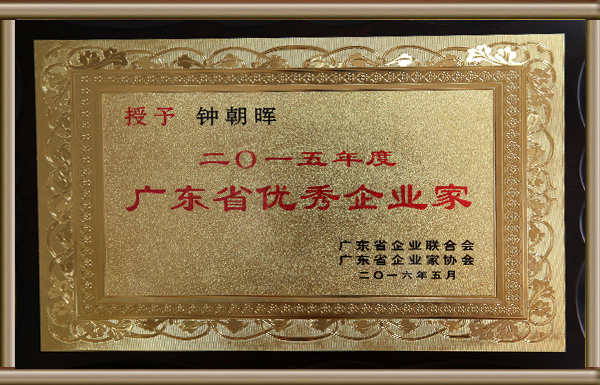 授予 钟朝晖
二〇一五年度
广东省优秀企业家
广东省企业联合会
广东省企业家协会
二〇一六年五月